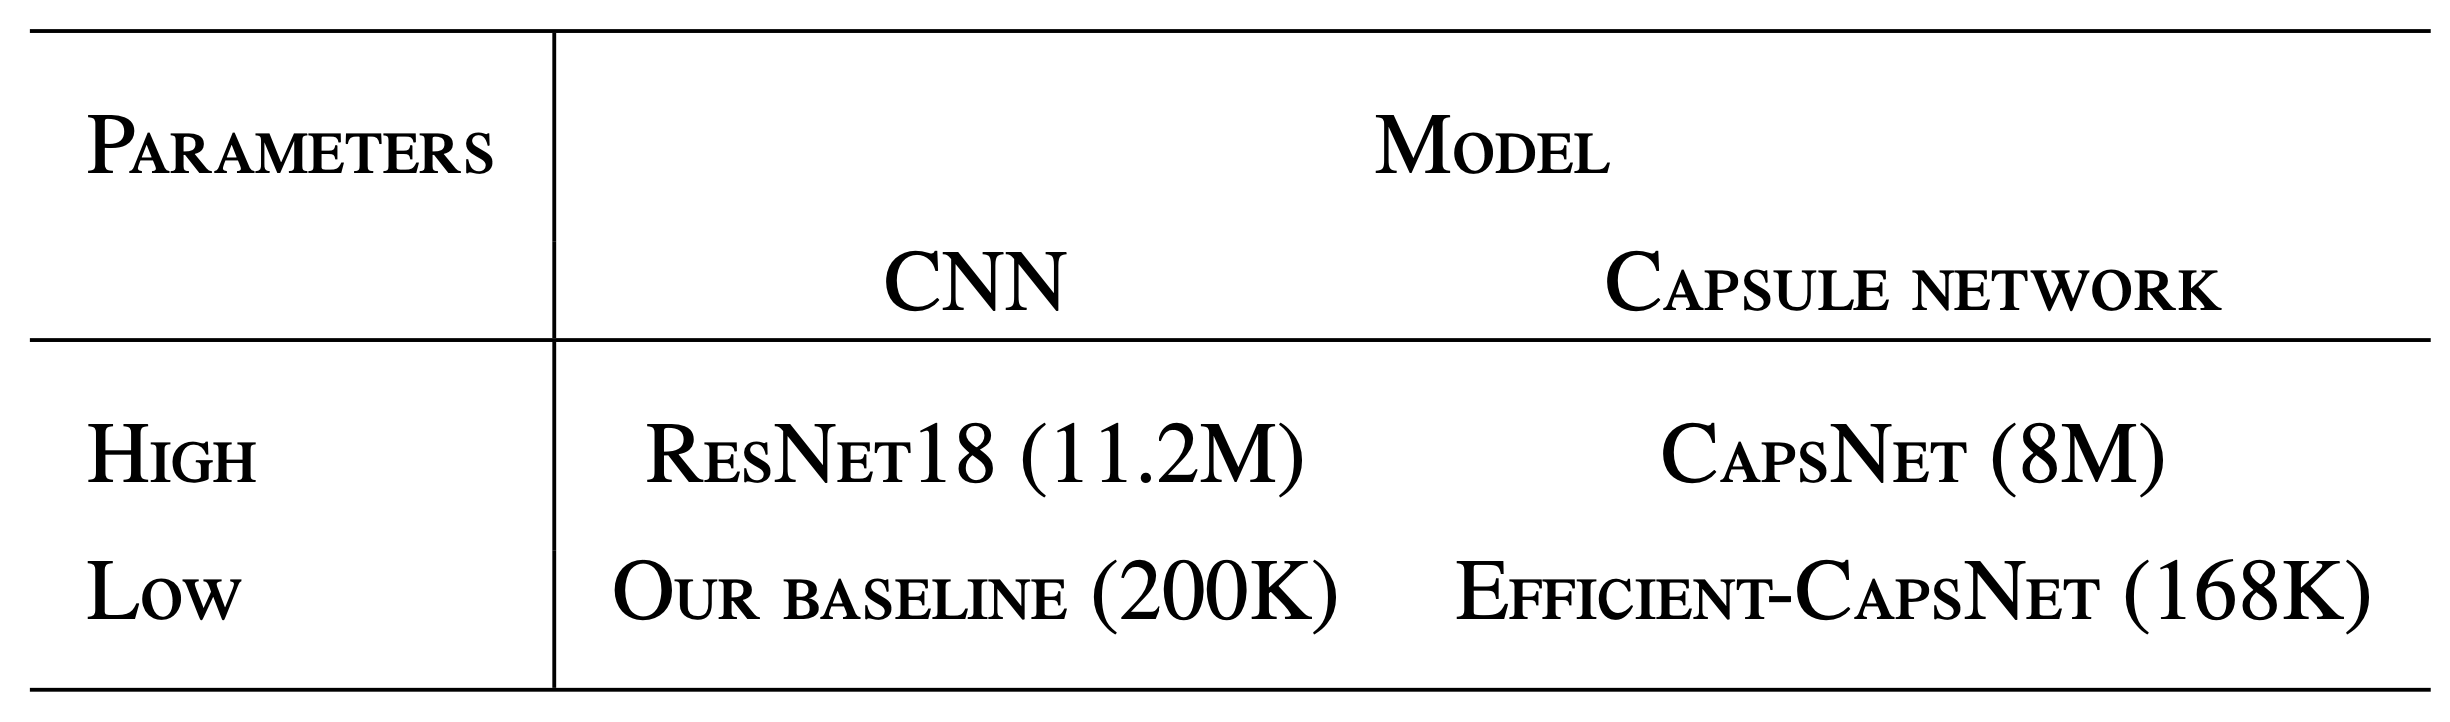 Parameters Model
CNN Capsule network
High ResNet18 (11.2M) CapsNet (8M)
Low Our baseline (200K) Efficient-CapsNet (168K)